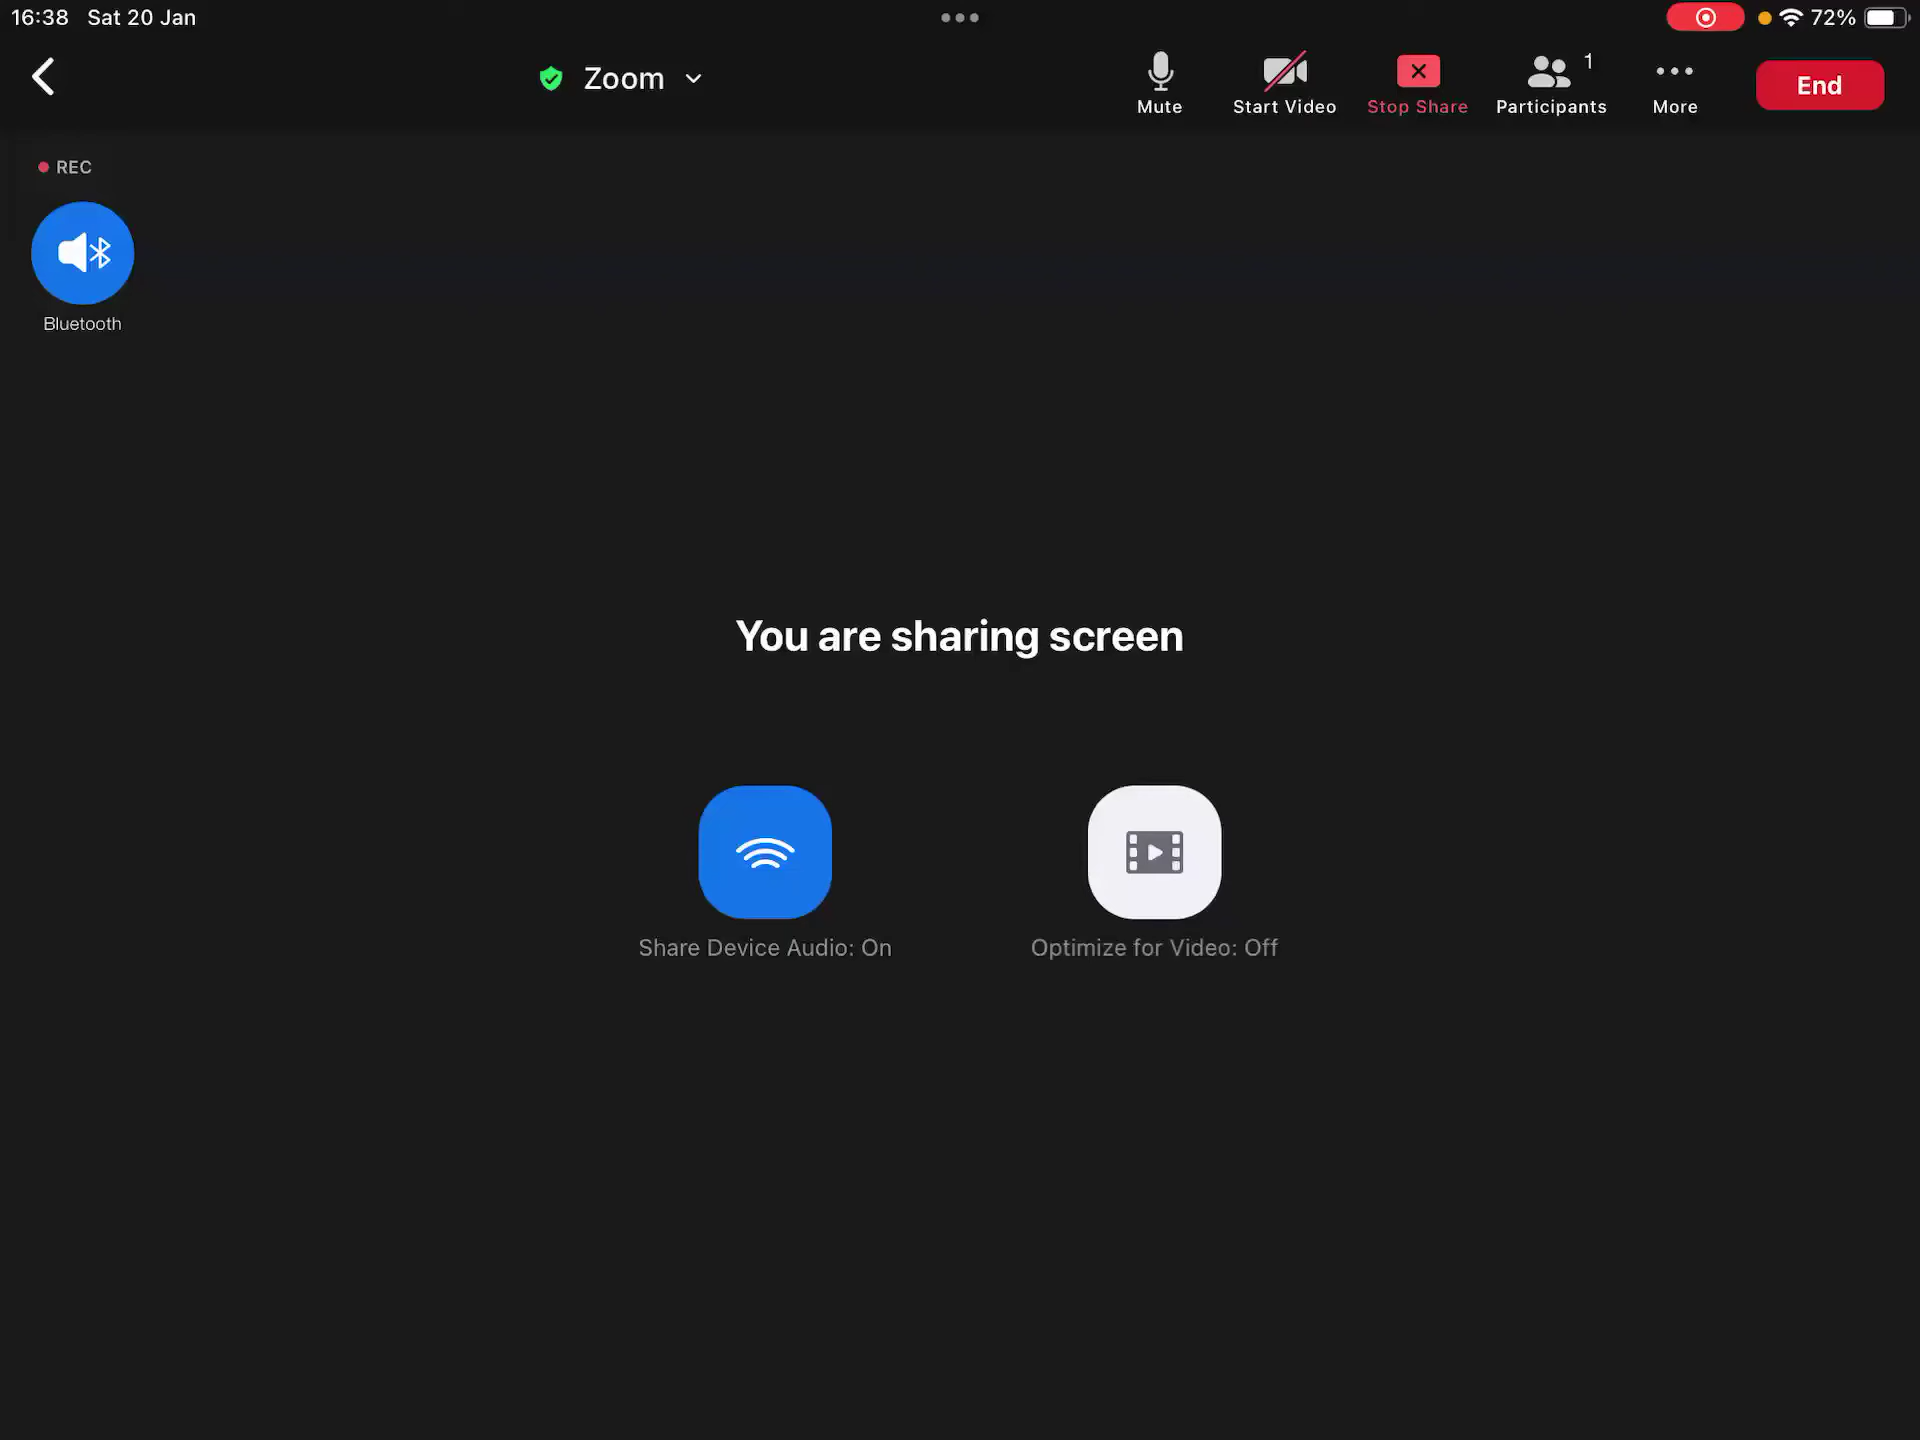 16:38 Sat 20 Jan
72%
Zoom
Mute
Start Video
Stop Share
1
Participants
More
End
REC
Bluetooth
You are sharing screen
Share Device Audio: On
Optimize for Video: Off